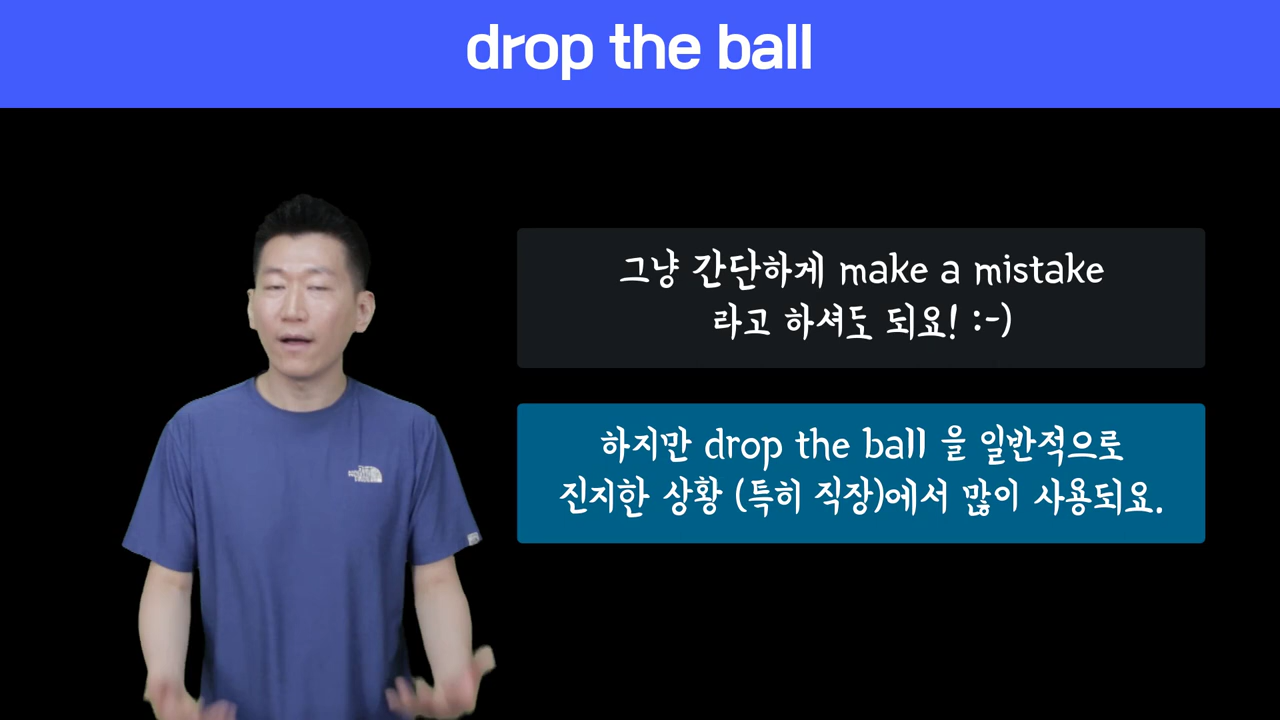 drop the ball
그냥 간단하게 make a mistake
라고 하셔도 되요! :-)
하지만 drop the ball 을 일반적으로
진지한 상황 (특히 직장)에서 많이 사용되요.